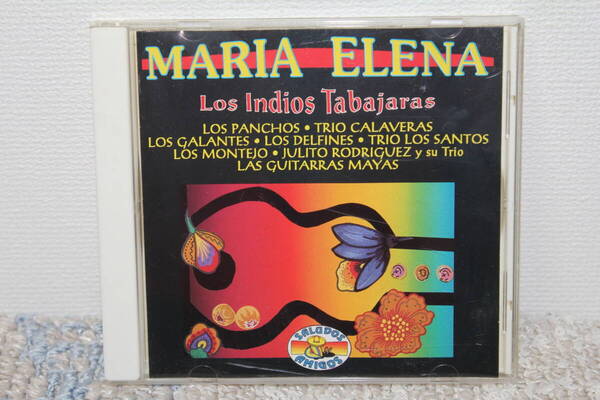 MARIA ELENA
Los Indios Tabajaras
LOS PANCHOS • TRIO CALAVERAS
LOS GALANTES • LOS DELFINES • TRIO LOS SANTOS
LOS MONTEJO • JULITO RODRIGUEZ y su Trio
LAS GUITARRAS MAYAS
SALUDOS
AMIGOS